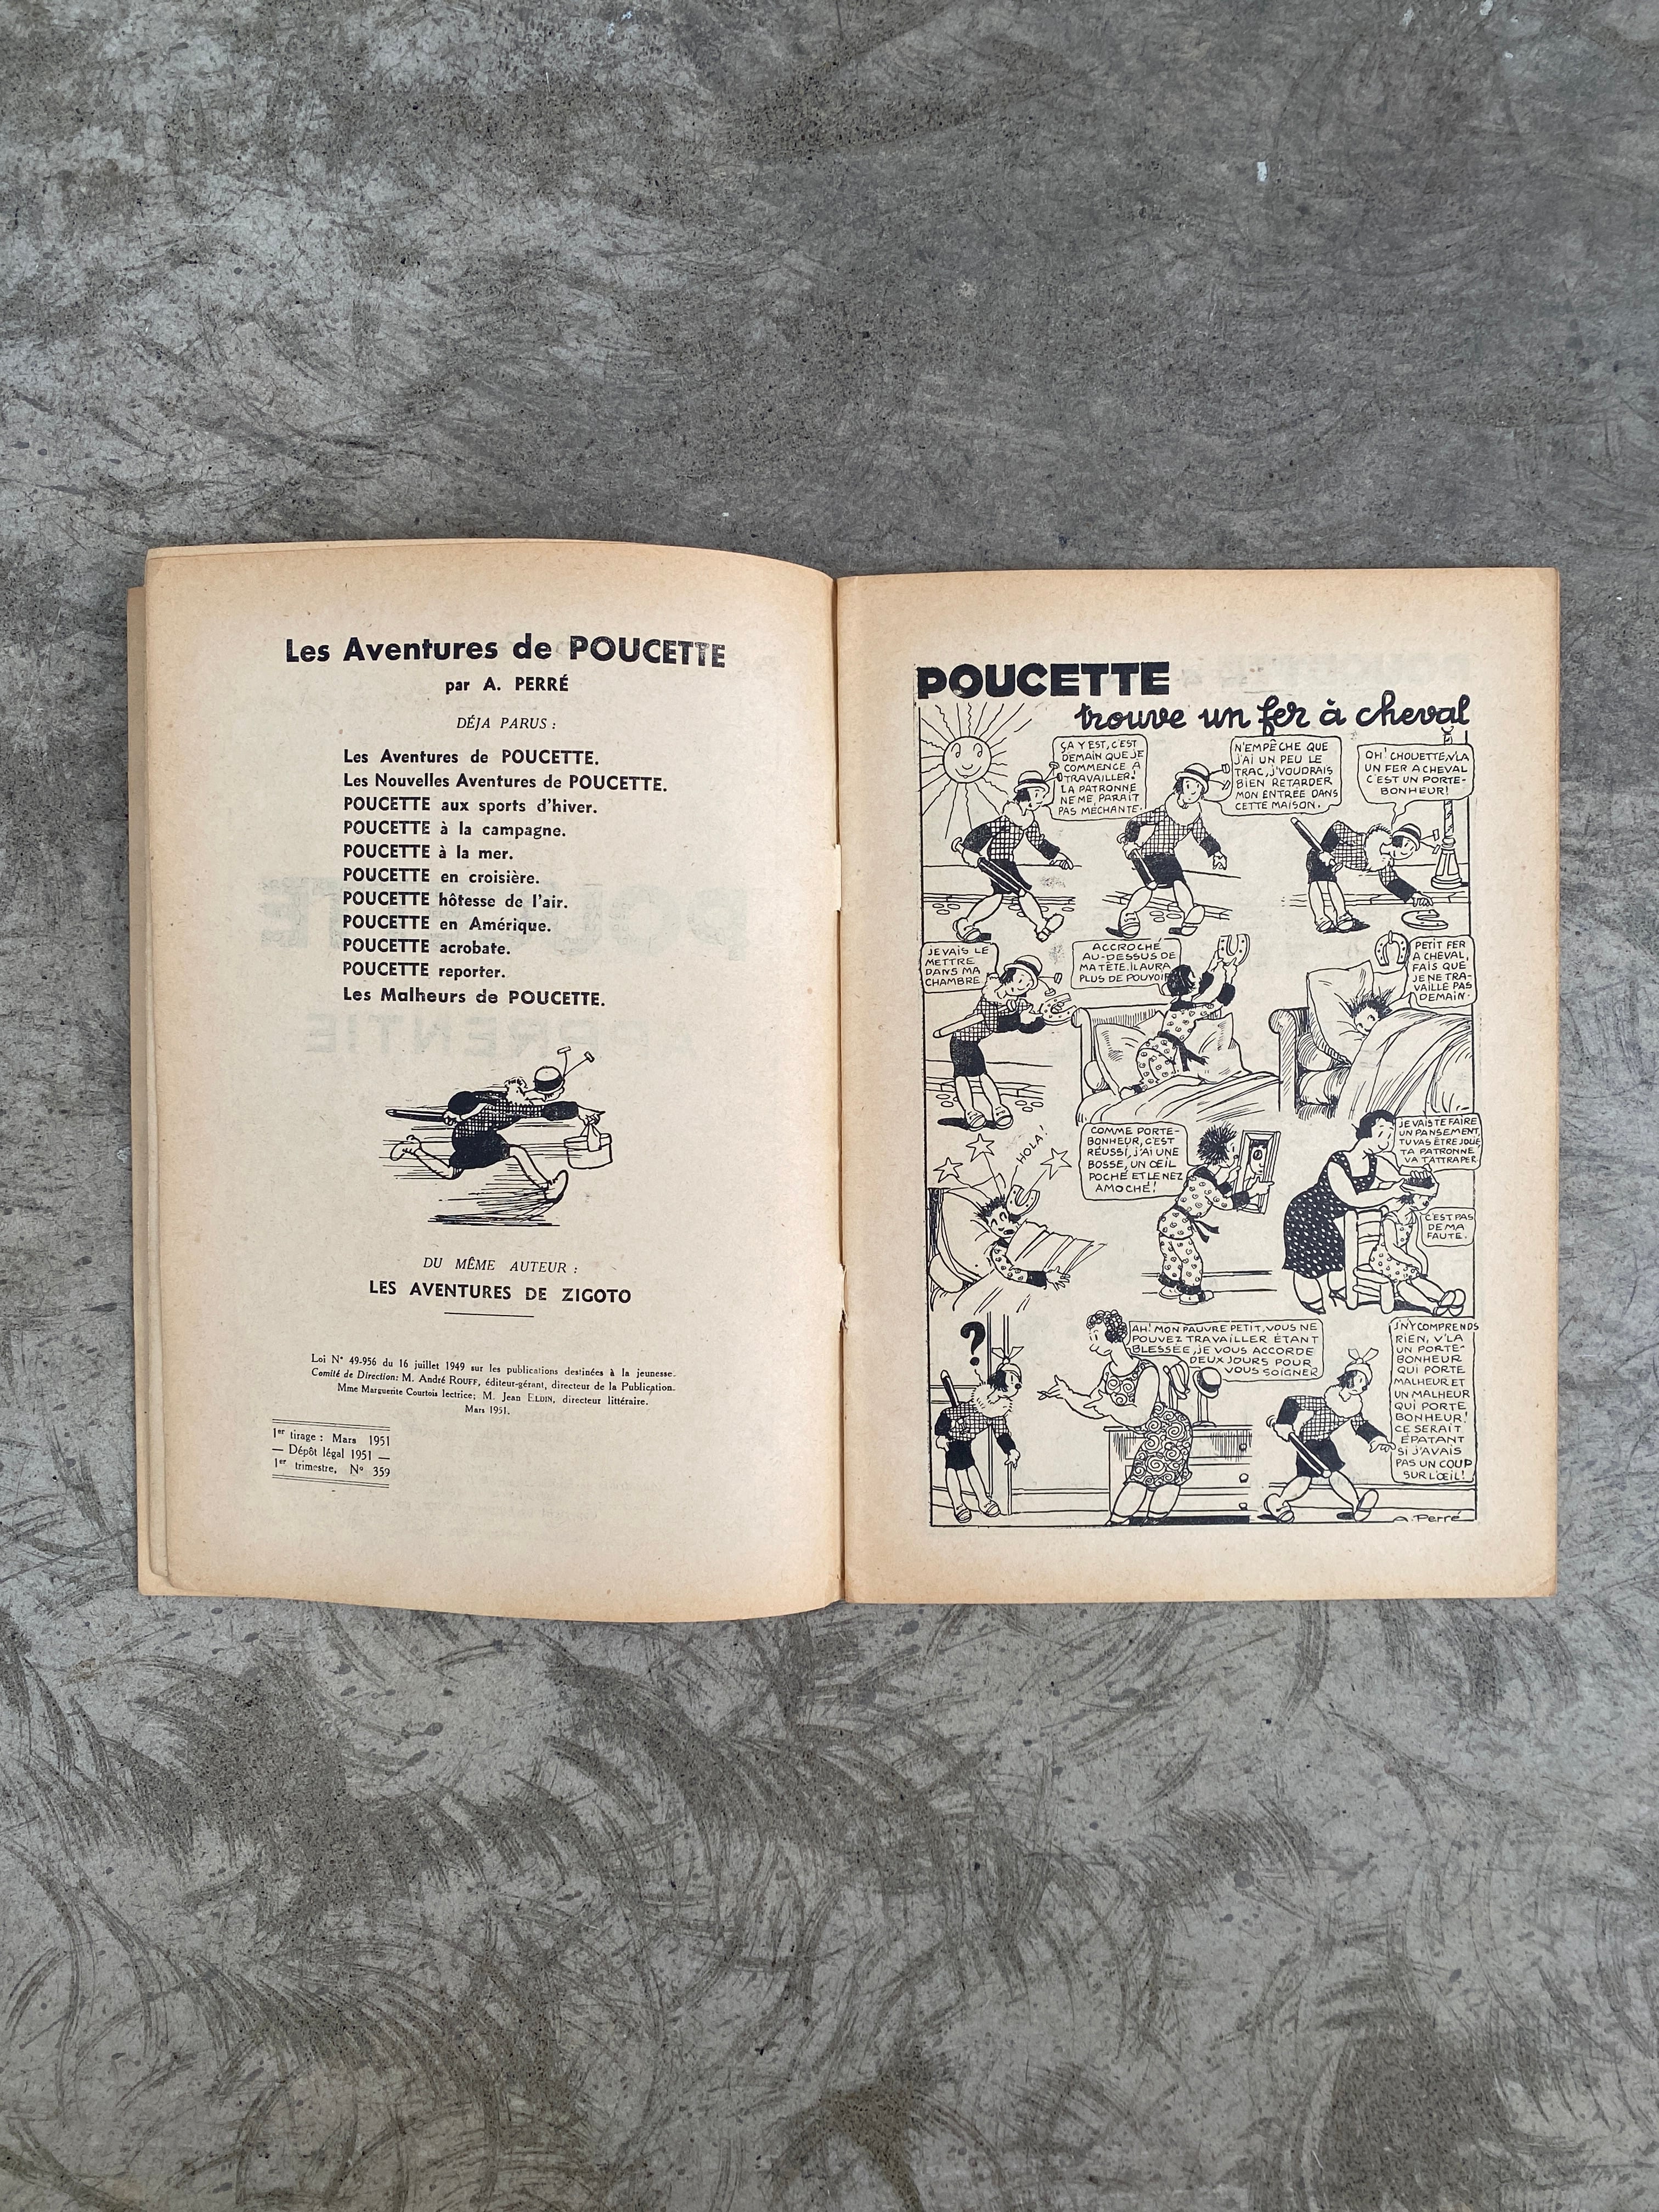 Les Aventures de POUCETTE
par A. PERRÉ
DÉJA PARUS :
Les Aventures de POUCETTE.
Les Nouvelles Aventures de POUCETTE.
POUCETTE aux sports d'hiver.
POUCETTE à la campagne.
POUCETTE à la mer.
POUCETTE en croisière.
POUCETTE hôtesse de l'air.
POUCETTE en Amérique.
POUCETTE acrobate.
POUCETTE reporter.
Les Malheurs de POUCETTE.
DU MÊME AUTEUR :
LES AVENTURES DE ZIGOTO
Loi N° 49-956 du 16 juillet 1949 sur les publications destinées à la jeunesse.
Comité de Direction: M. André ROUFF, éditeur-gérant, directeur de la Publication.
Mme Marguerite Courtois lectrice; M. Jean ELDIN, directeur littéraire.
Mars 1951.
1er tirage : Mars 1951
— Dépôt légal 1951 —
1er trimestre, N° 359
POUCETTE
trouve un fer à cheval
ÇA Y EST, C'EST
DEMAIN QUE JE
COMMENCE A
TRAVAILLER!
LA PATRONNE
NE ME PARAÎT
PAS MÉCHANTE.
N'EMPÊCHE QUE
J'AI UN PEU LE
TRAC, J'VOUDRAIS
BIEN RETARDER
MON ENTRÉE DANS
CETTE MAISON.
OH! CHOUETTE, V'LA
UN FER A CHEVAL
C'EST UN PORTE-
BONHEUR!
JE VAIS LE
METTRE
DANS MA
CHAMBRE
ACCROCHÉ
AU-DESSUS DE
MA TÊTE. IL AURA
PLUS DE POUVOIR
PETIT FER
A CHEVAL,
FAIS QUE
JE NE TRA-
VAILLE PAS
DEMAIN.
HOLA!
COMME PORTE-
BONHEUR, C'EST
RÉUSSI, J'AI UNE
BOSSE, UN ŒIL
POCHÉ ET LE NEZ
AMOCHÉ!
JE VAIS TE FAIRE
UN PANSEMENT,
TU VAS ÊTRE JOLIE
TA PATRONNE
VA T'ATTRAPER
C'EST PAS
DE MA
FAUTE.
?
AH! MON PAUVRE PETIT, VOUS NE
POUVEZ TRAVAILLER ÉTANT
BLESSÉE, JE VOUS ACCORDE
DEUX JOURS POUR
VOUS SOIGNER
J'N'Y COMPRENDS
RIEN, V'LA
UN PORTE-
BONHEUR
QUI PORTE
MALHEUR ET
UN MALHEUR
QUI PORTE
BONHEUR!
CE SERAIT
ÉPATANT
SI J'AVAIS
PAS UN COUP
SUR L'ŒIL!
A. Perré